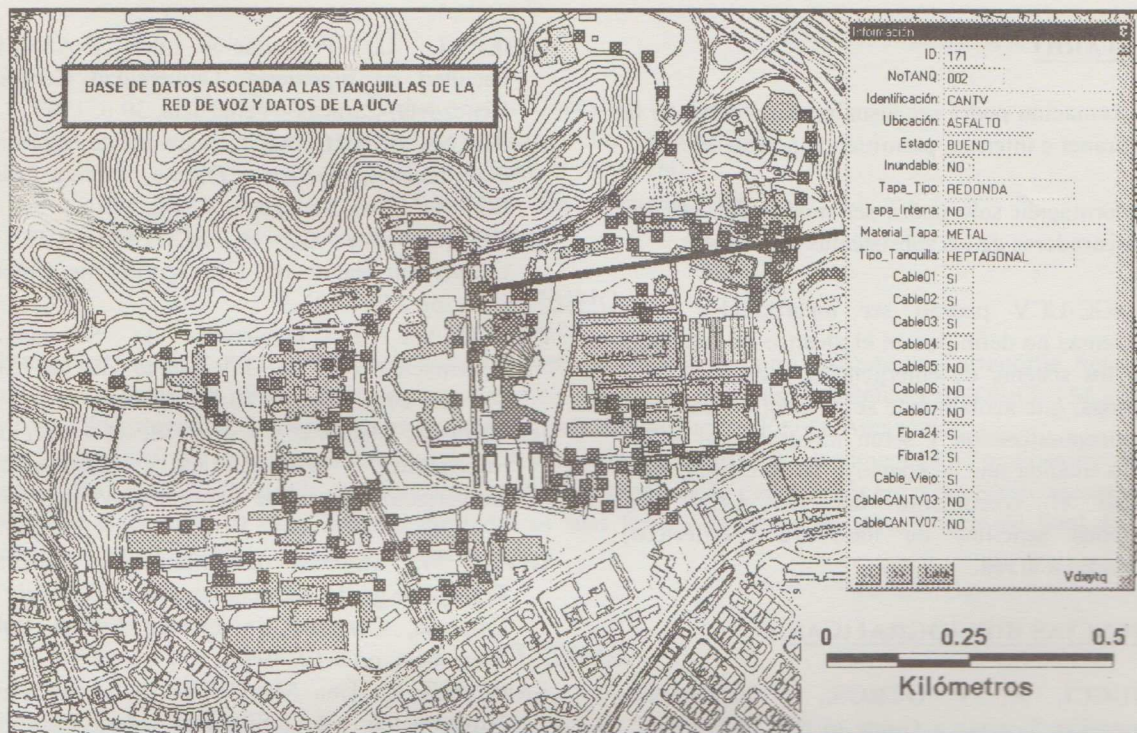 BASE DE DATOS ASOCIADA A LAS TANQUILLAS DE LA
RED DE VOZ Y DATOS DE LA UCV
Información
ID: 171
NoTANQ: 002
Identificación: CANTV
Ubicación: ASFALTO
Estado: BUENO
Inundable: NO
Tapa_Tipo: REDONDA
Tapa_Interna: NO
Material_Tapa: METAL
Tipo_Tanquilla: HEPTAGONAL
Cable01: SI
Cable02: SI
Cable03: SI
Cable04: SI
Cable05: NO
Cable06: NO
Cable07: NO
Fibra24: SI
Fibra12: SI
Cable_Viejo: SI
CableCANTV03: NO
CableCANTV07: NO
0 0.25 0.5
Kilómetros